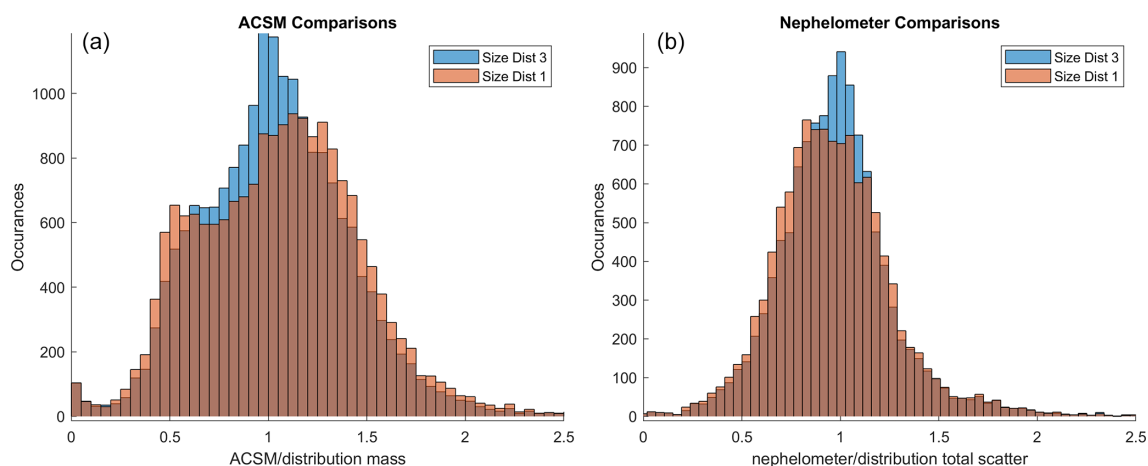 ACSM Comparisons
(a)
Size Dist 3
Size Dist 1
1000
800
600
400
200
0
Occurances
0 0.5 1 1.5 2 2.5
ACSM/distribution mass
Nephelometer Comparisons
(b)
Size Dist 3
Size Dist 1
900
800
700
600
500
400
300
200
100
0
Occurances
0 0.5 1 1.5 2 2.5
nephelometer/distribution total scatter